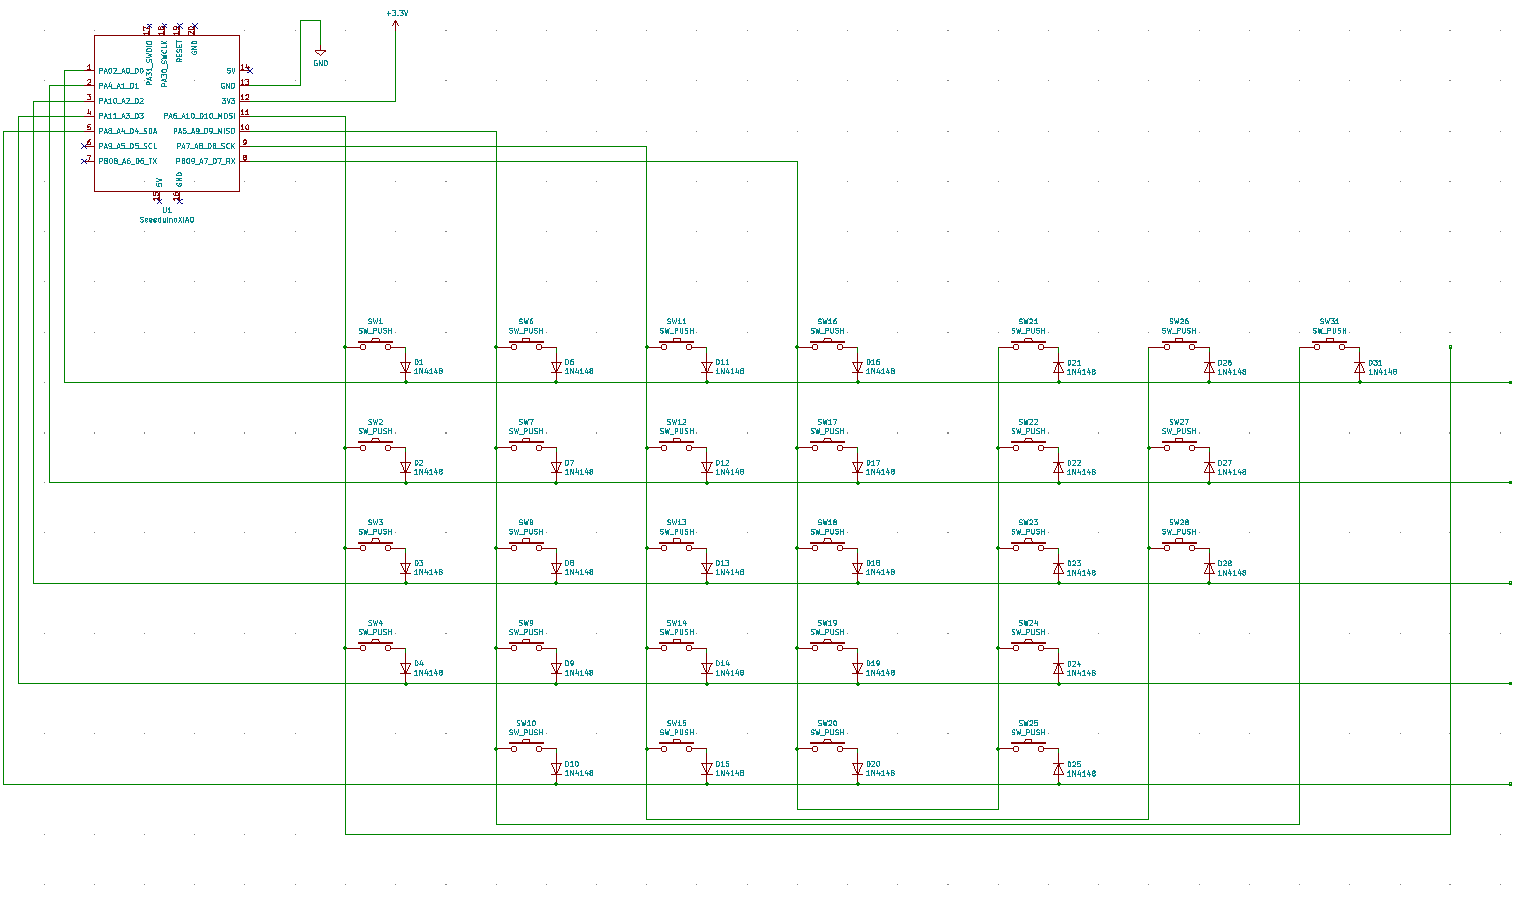 +3.3V
GND
17
18
19
20
PA31_SWDIO
PA30_SWCLK
RESET
GND
1 PA02_A0_D0 5V 14
2 PA4_A1_D1 GND 13
3 PA10_A2_D2 3V3 12
4 PA11_A3_D3 PA6_A10_D10_MOSI 11
5 PA8_A4_D4_SDA PA5_A9_D9_MISO 10
6 PA9_A5_D5_SCL PA7_A8_D8_SCK 9
7 PB08_A6_D6_TX PB09_A7_D7_RX 8
5V GND
15 16
U1
SeeeduinoXIAO
SW1 SW6 SW11 SW16 SW21 SW26 SW31
SW_PUSH SW_PUSH SW_PUSH SW_PUSH SW_PUSH SW_PUSH SW_PUSH
D1 D6 D11 D16 D21 D26 D31
1N4148 1N4148 1N4148 1N4148 1N4148 1N4148 1N4148
SW2 SW7 SW12 SW17 SW22 SW27
SW_PUSH SW_PUSH SW_PUSH SW_PUSH SW_PUSH SW_PUSH
D2 D7 D12 D17 D22 D27
1N4148 1N4148 1N4148 1N4148 1N4148 1N4148
SW3 SW8 SW13 SW18 SW23 SW28
SW_PUSH SW_PUSH SW_PUSH SW_PUSH SW_PUSH SW_PUSH
D3 D8 D13 D18 D23 D28
1N4148 1N4148 1N4148 1N4148 1N4148 1N4148
SW4 SW9 SW14 SW19 SW24
SW_PUSH SW_PUSH SW_PUSH SW_PUSH SW_PUSH
D4 D9 D14 D19 D24
1N4148 1N4148 1N4148 1N4148 1N4148
SW10 SW15 SW20 SW25
SW_PUSH SW_PUSH SW_PUSH SW_PUSH
D10 D15 D20 D25
1N4148 1N4148 1N4148 1N4148